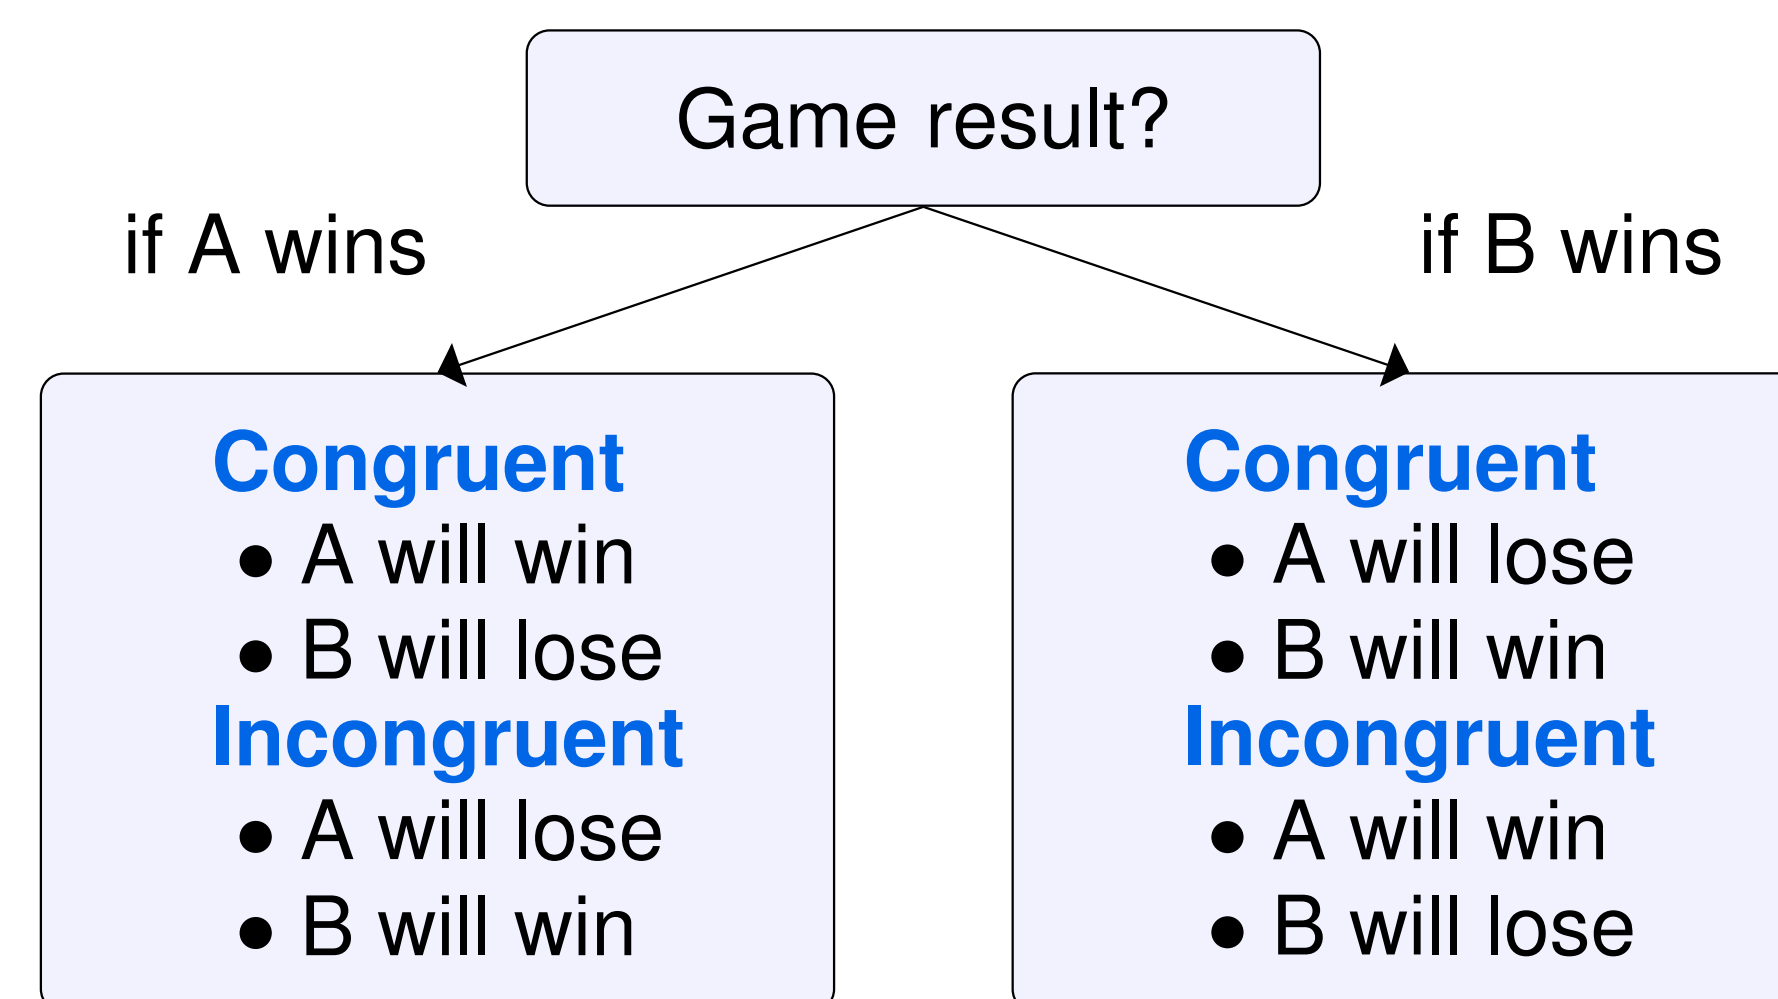 Game result?
if A wins
if B wins
Congruent
• A will win
• B will lose
Incongruent
• A will lose
• B will win
Congruent
• A will lose
• B will win
Incongruent
• A will win
• B will lose